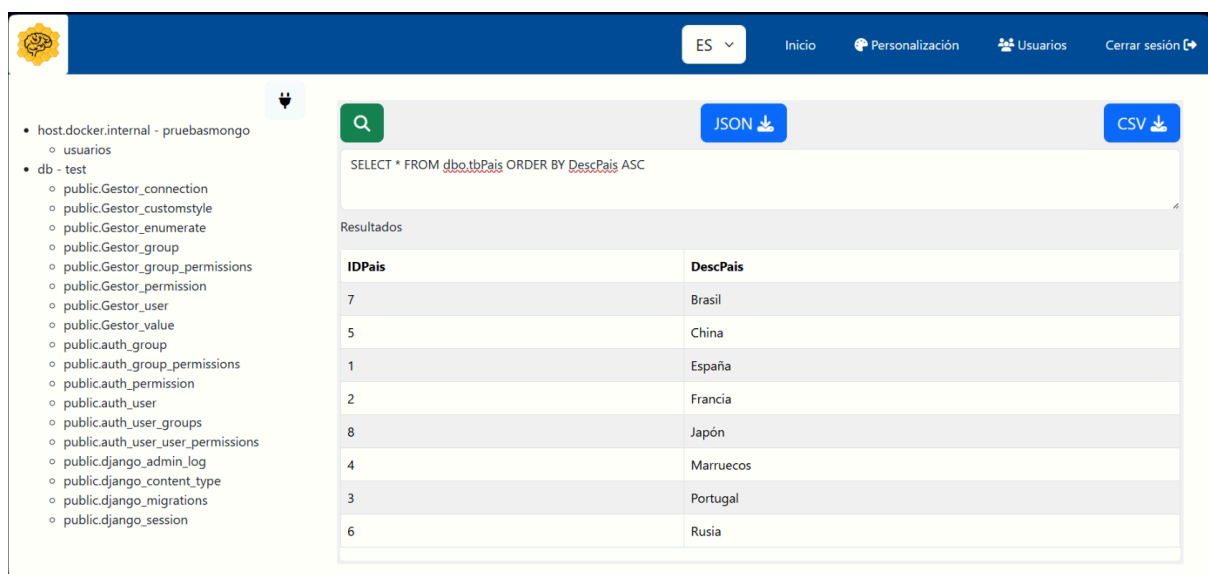 ES
Inicio
Personalización
Usuarios
Cerrar sesión
host.docker.internal - pruebasmongo
usuarios
db - test
public.Gestor_connection
public.Gestor_customstyle
public.Gestor_enumerate
public.Gestor_group
public.Gestor_group_permissions
public.Gestor_permission
public.Gestor_user
public.Gestor_value
public.auth_group
public.auth_group_permissions
public.auth_permission
public.auth_user
public.auth_user_groups
public.auth_user_user_permissions
public.django_admin_log
public.django_content_type
public.django_migrations
public.django_session
JSON
CSV
SELECT * FROM dbo.tbPais ORDER BY DescPais ASC
Resultados
IDPais DescPais
7 Brasil
5 China
1 España
2 Francia
8 Japón
4 Marruecos
3 Portugal
6 Rusia